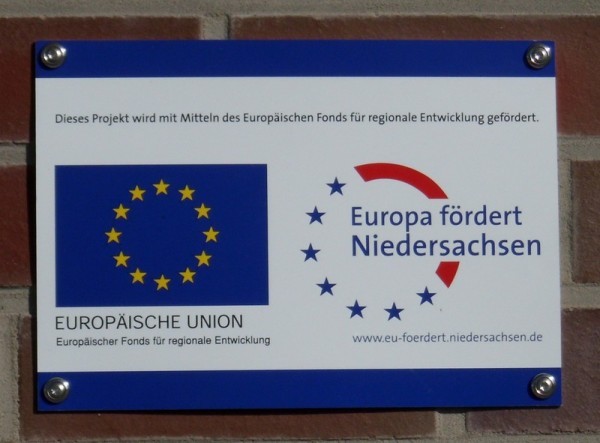 Dieses Projekt wird mit Mitteln des Europäischen Fonds für regionale Entwicklung gefördert.
Europa fördert
Niedersachsen
EUROPÄISCHE UNION
Europäischer Fonds für regionale Entwicklung
www.eu-foerdert.niedersachsen.de